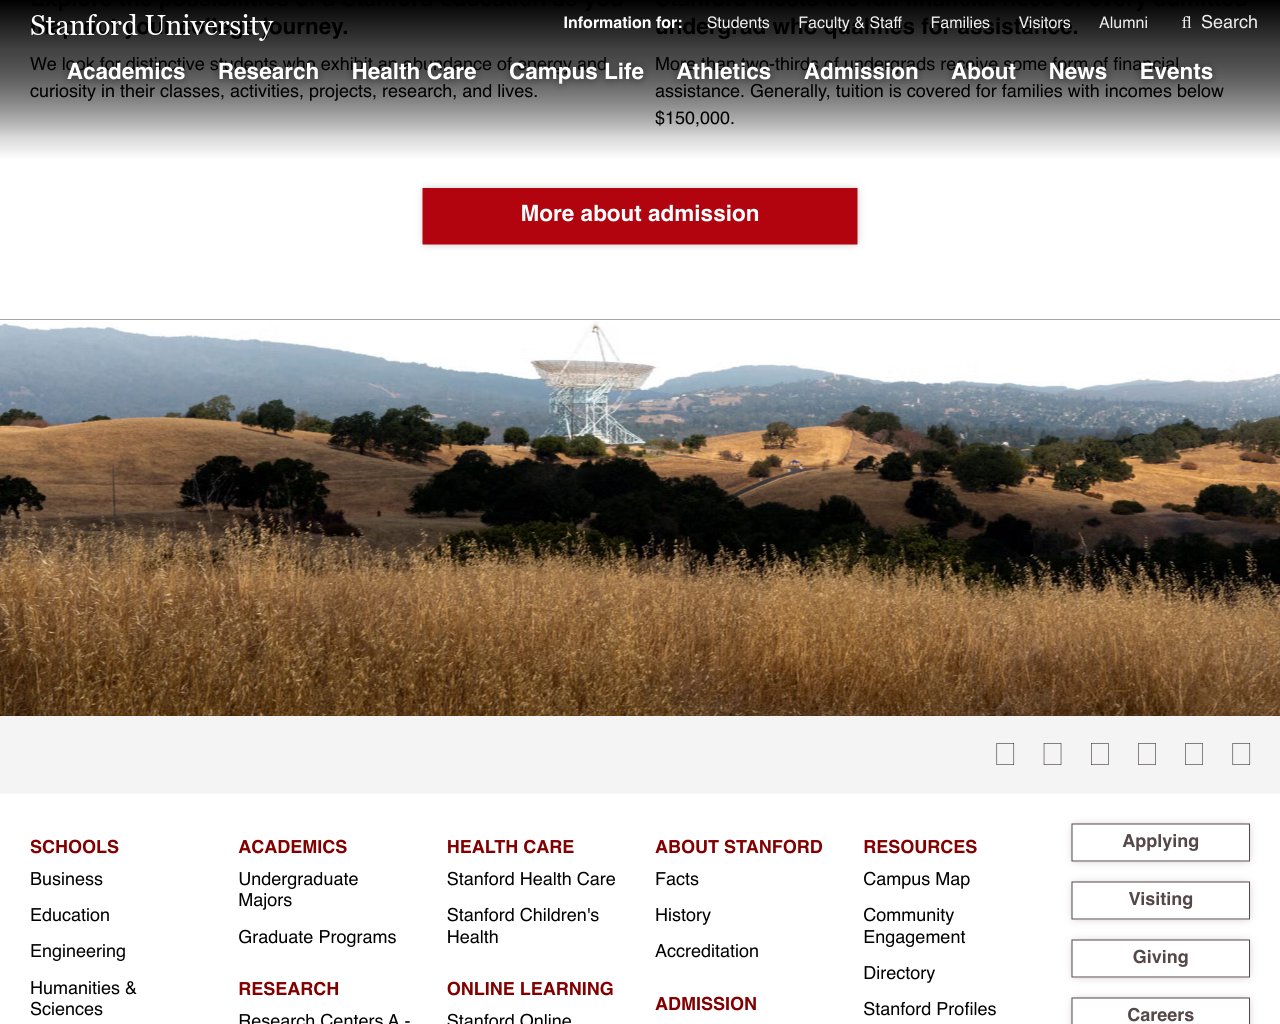 Stanford University
Information for: Students Faculty & Staff Families Visitors Alumni Search
Academics Research Health Care Campus Life Athletics Admission About News Events
journey.
undergrad who qualifies for assistance.
We look for distinctive students who exhibit an abundance of energy and
curiosity in their classes, activities, projects, research, and lives.
More than two-thirds of undergrads receive some form of financial
assistance. Generally, tuition is covered for families with incomes below
$150,000.
More about admission
SCHOOLS
Business
Education
Engineering
Humanities &
Sciences
ACADEMICS
Undergraduate
Majors
Graduate Programs
RESEARCH
Research Centers A -
HEALTH CARE
Stanford Health Care
Stanford Children's
Health
ONLINE LEARNING
Stanford Online
ABOUT STANFORD
Facts
History
Accreditation
ADMISSION
RESOURCES
Campus Map
Community
Engagement
Directory
Stanford Profiles
Applying
Visiting
Giving
Careers